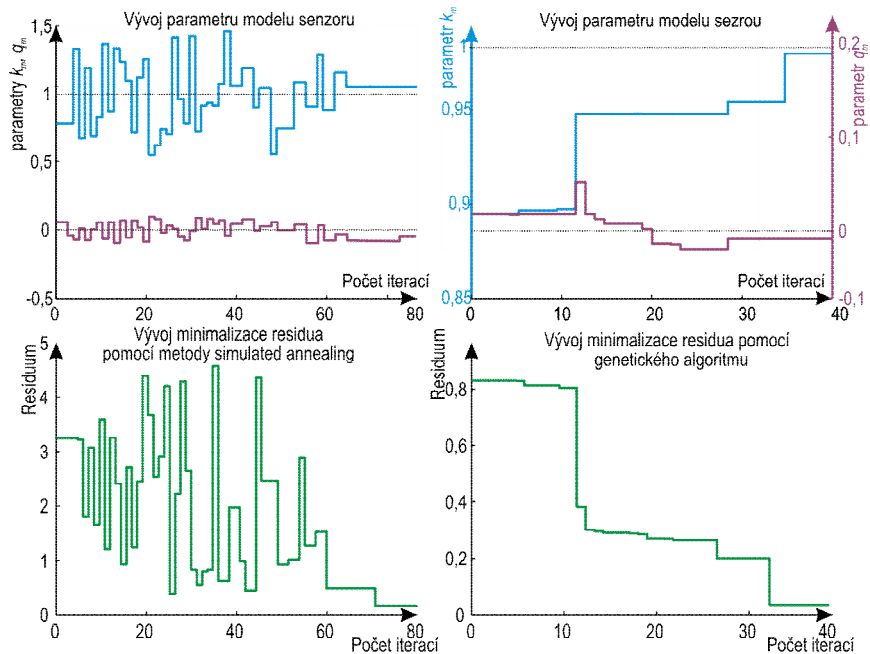 Vývoj parametru modelu senzoru
parametry km, qm
1,5
1
0,5
0
-0,5
0 20 40 60 80
Počet iterací
Vývoj parametru modelu sezrou
parametr km
1
0,95
0,9
0,85
parametr qm
0,2
0,1
0
-0,1
0 10 20 30 40
Počet iterací
Vývoj minimalizace residua
pomocí metody simulated annealing
Residuum
5
4
3
2
1
0
0 20 40 60 80
Počet iterací
Vývoj minimalizace residua pomocí
genetického algoritmu
Residuum
0.8
0.6
0.4
0.2
0
0 10 20 30 40
Počet iterací